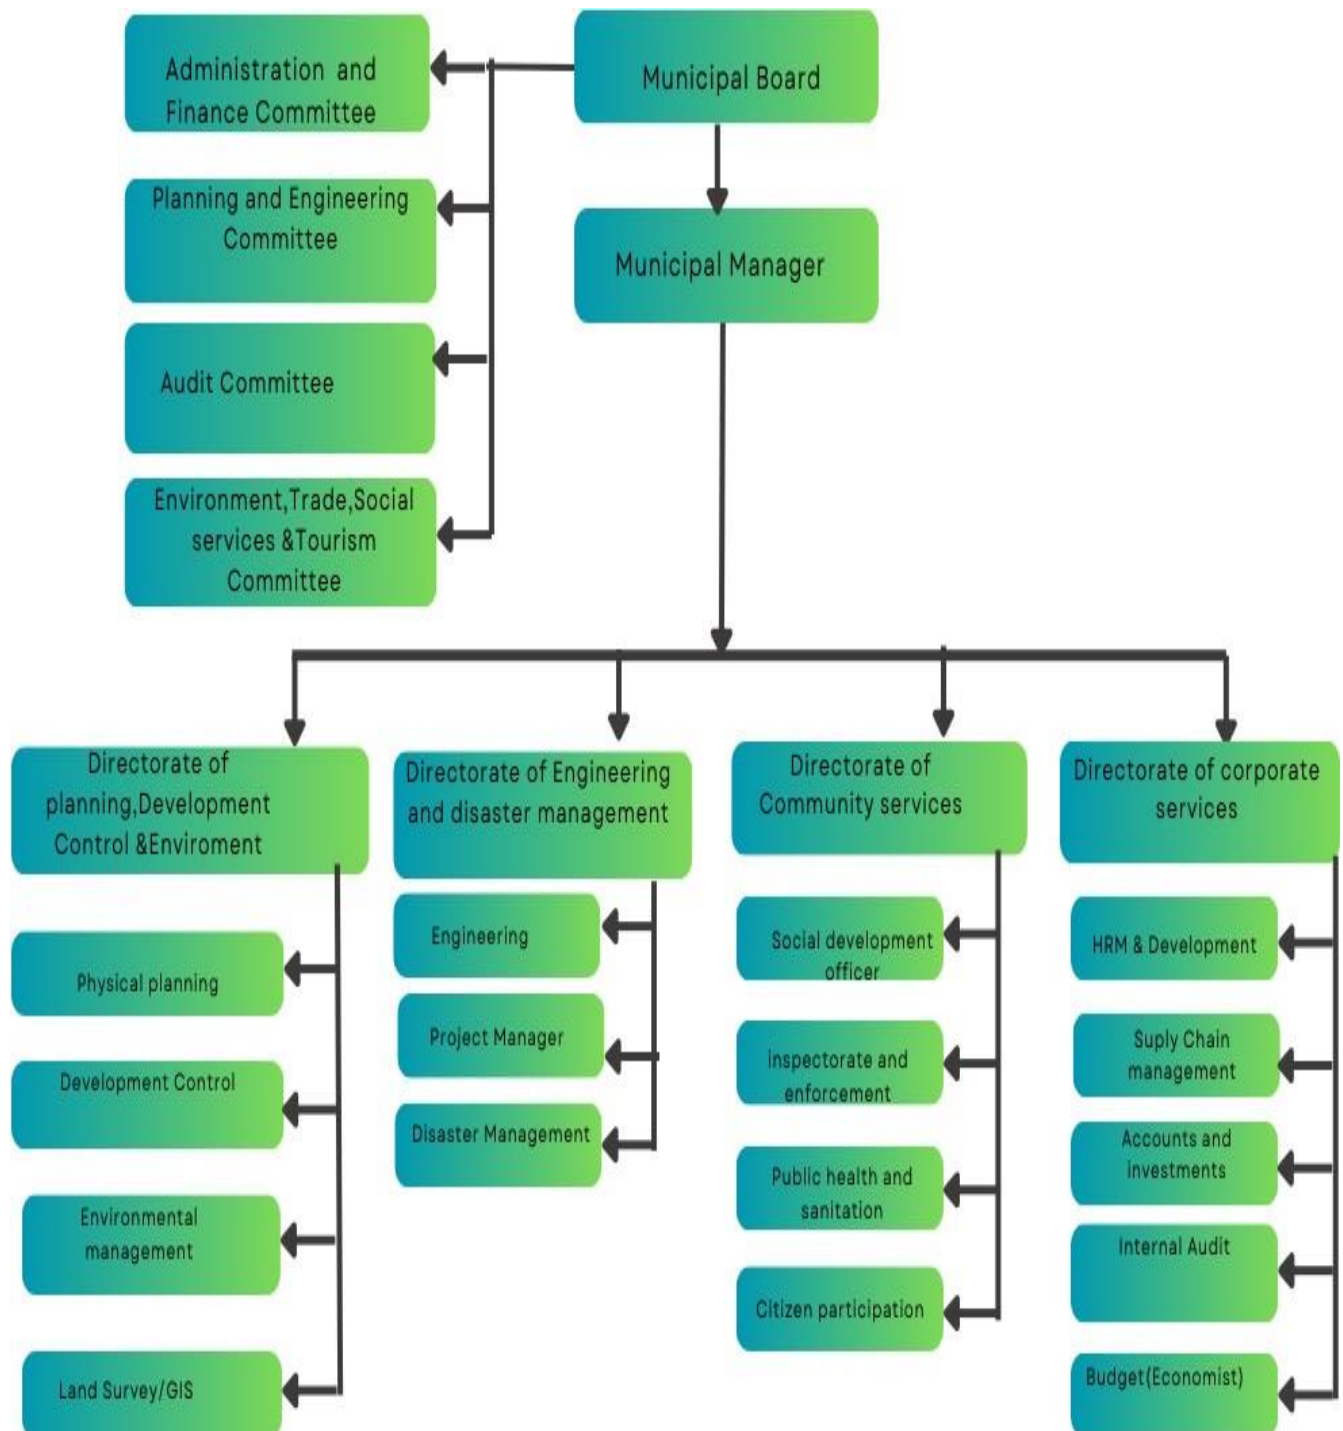 Municipal Board
Administration and
Finance Committee
Planning and Engineering
Committee
Municipal Manager
Audit Committee
Environment,Trade,Social
services &Tourism
Committee
Directorate of
planning,Development
Control &Enviroment
Physical planning
Development Control
Environmental
management
Land Survey/GIS
Directorate of Engineering
and disaster management
Engineering
Project Manager
Disaster Management
Directorate of
Community services
Social development
officer
Inspectorate and
enforcement
Public health and
sanitation
Citizen participation
Directorate of corporate
services
HRM & Development
Suply Chain
management
Accounts and
investments
Internal Audit
Budget(Economist)